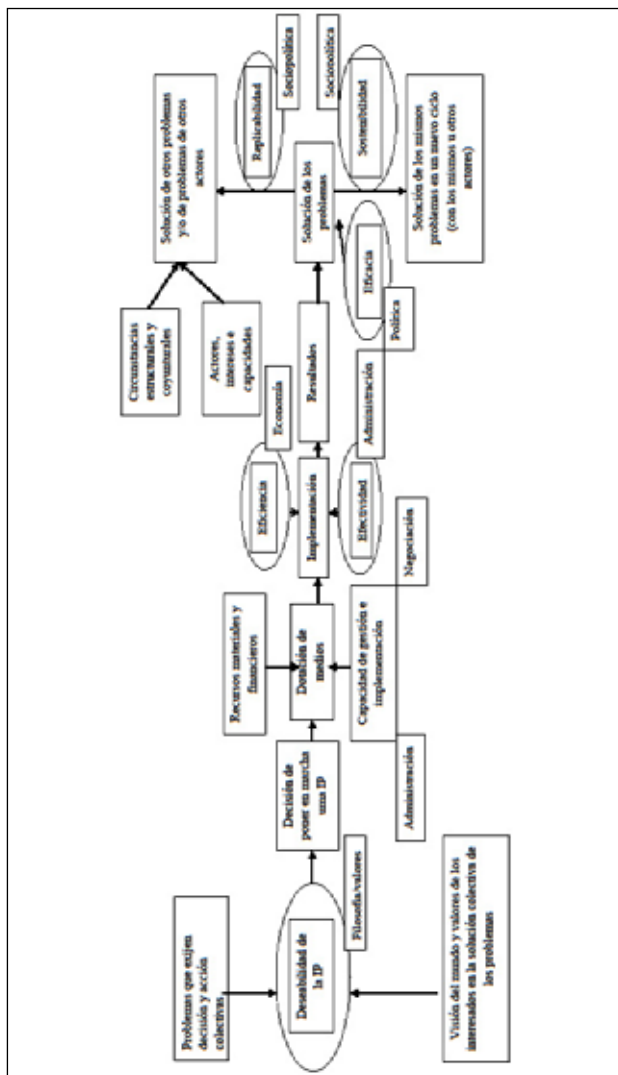 Problemas que exijen
decisión y acción
colectivas
Deseabilidad de
la IP
Filosofía/valores
Visión del mundo y valores de los
interesados en la solución colectiva de
los problemas
Decisión de
poner en marcha
uma IP
Recursos materiales y
financieros
Dotación de
medios
Capacidad de gestión e
implementación
Administración
Negociación
Eficiencia
Economía
Implementación
Efectividad
Administración
Resultados
Eficacia
Política
Circunstancias
estructurales y
coyunturales
Actores,
intereses e
capacidades
Solución de otros problemas
y/o de problemas de otros
actores
Replicabilidad
Sociopolítica
Solución de los
problemas
Sociopolítica
Sostenibilidad
Solución de los mismos
problemas en un nuevo ciclo
(con los mismos u otros
actores)